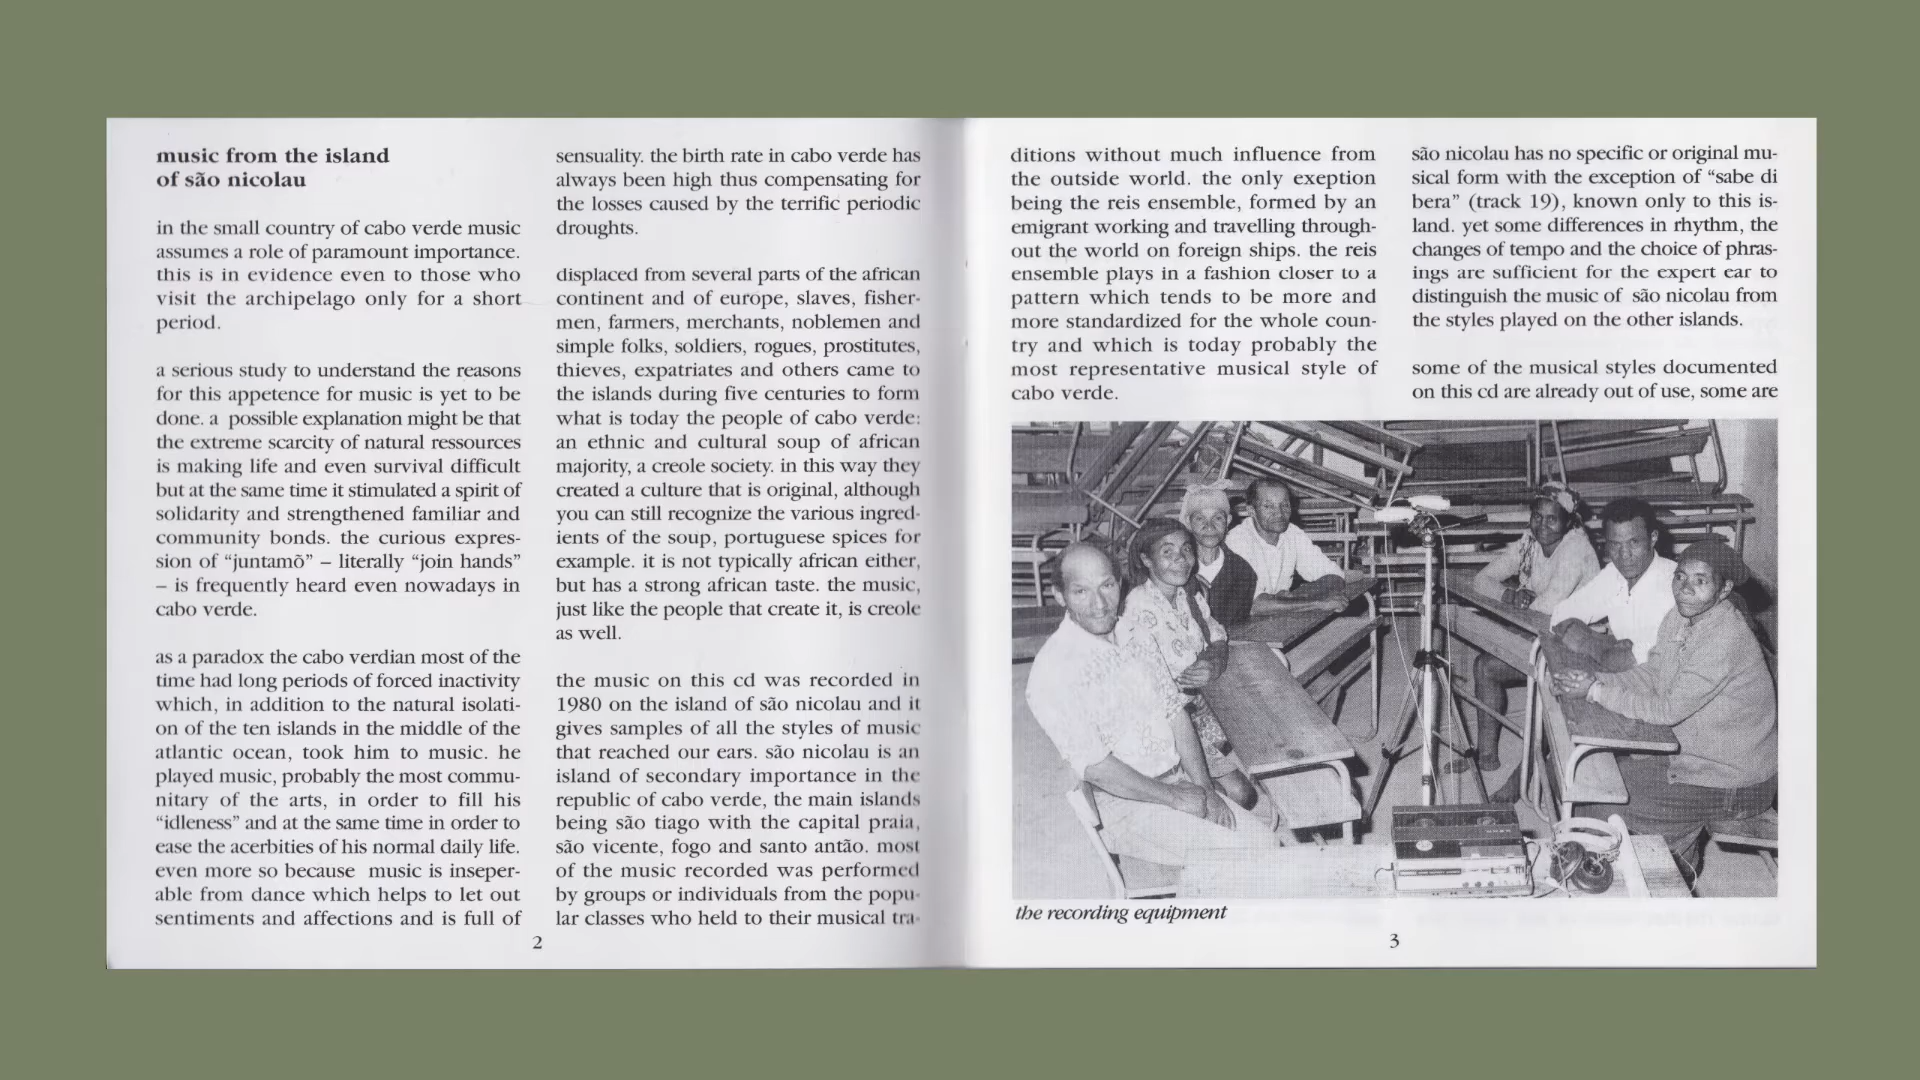 music from the island
of são nicolau
in the small country of cabo verde music
assumes a role of paramount importance.
this is in evidence even to those who
visit the archipelago only for a short
period.
a serious study to understand the reasons
for this appetence for music is yet to be
done. a possible explanation might be that
the extreme scarcity of natural ressources
is making life and even survival difficult
but at the same time it stimulated a spirit of
solidarity and strengthened familiar and
community bonds. the curious expres-
sion of “juntamõ” – literally “join hands”
– is frequently heard even nowadays in
cabo verde.
as a paradox the cabo verdian most of the
time had long periods of forced inactivity
which, in addition to the natural isolati-
on of the ten islands in the middle of the
atlantic ocean, took him to music. he
played music, probably the most commu-
nitary of the arts, in order to fill his
“idleness” and at the same time in order to
ease the acerbities of his normal daily life.
even more so because music is inseper-
able from dance which helps to let out
sentiments and affections and is full of
2
sensuality. the birth rate in cabo verde has
always been high thus compensating for
the losses caused by the terrific periodic
droughts.
displaced from several parts of the african
continent and of europe, slaves, fisher-
men, farmers, merchants, noblemen and
simple folks, soldiers, rogues, prostitutes,
thieves, expatriates and others came to
the islands during five centuries to form
what is today the people of cabo verde:
an ethnic and cultural soup of african
majority, a creole society. in this way they
created a culture that is original, although
you can still recognize the various ingred-
ients of the soup, portuguese spices for
example. it is not typically african either,
but has a strong african taste. the music,
just like the people that create it, is creole
as well.
the music on this cd was recorded in
1980 on the island of são nicolau and it
gives samples of all the styles of music
that reached our ears. são nicolau is an
island of secondary importance in the
republic of cabo verde, the main islands
being são tiago with the capital praia,
são vicente, fogo and santo antão. most
of the music recorded was performed
by groups or individuals from the popu-
lar classes who held to their musical tra-
ditions without much influence from
the outside world. the only exeption
being the reis ensemble, formed by an
emigrant working and travelling through-
out the world on foreign ships. the reis
ensemble plays in a fashion closer to a
pattern which tends to be more and
more standardized for the whole coun-
try and which is today probably the
most representative musical style of
cabo verde.
são nicolau has no specific or original mu-
sical form with the exception of “sabe di
bera” (track 19), known only to this is-
land. yet some differences in rhythm, the
changes of tempo and the choice of phras-
ings are sufficient for the expert ear to
distinguish the music of são nicolau from
the styles played on the other islands.
some of the musical styles documented
on this cd are already out of use, some are
the recording equipment
3